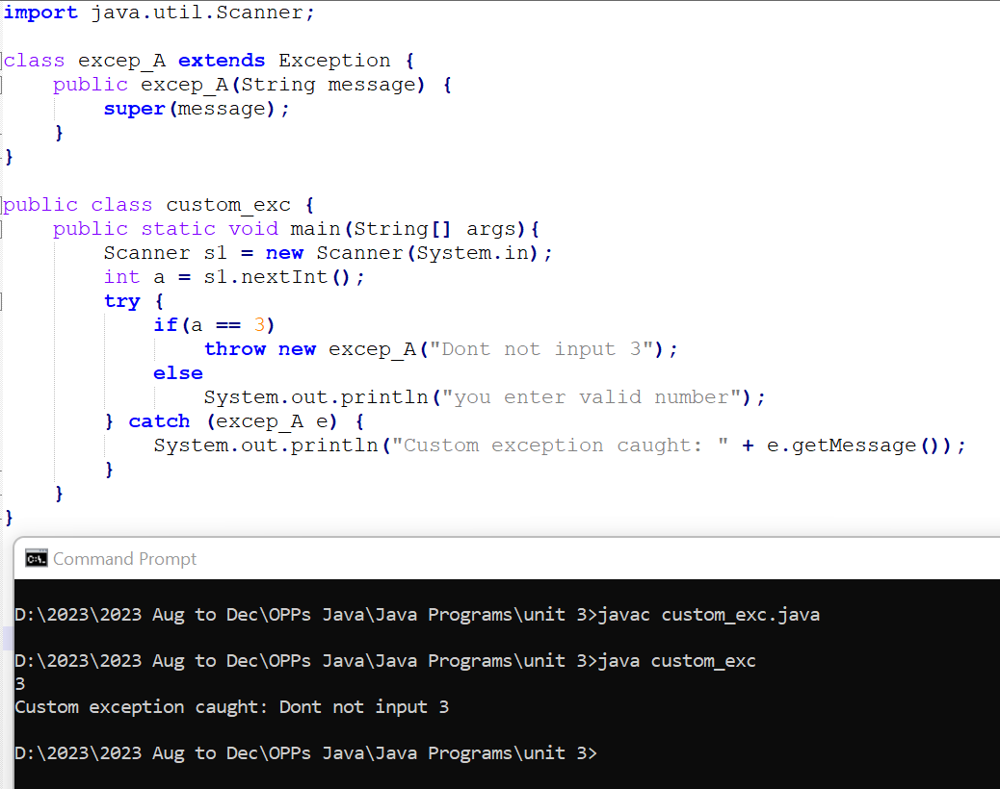 import java.util.Scanner;
class excep_A extends Exception {
    public excep_A(String message) {
        super(message);
    }
}
public class custom_exc {
    public static void main(String[] args){
        Scanner s1 = new Scanner(System.in);
        int a = s1.nextInt();
        try {
            if(a == 3)
                throw new excep_A("Dont not input 3");
            else
                System.out.println("you enter valid number");
        } catch (excep_A e) {
            System.out.println("Custom exception caught: " + e.getMessage());
        }
    }
}
C:\. Command Prompt
D:\2023\2023 Aug to Dec\OPPs Java\Java Programs\unit 3>javac custom_exc.java
D:\2023\2023 Aug to Dec\OPPs Java\Java Programs\unit 3>java custom_exc
3
Custom exception caught: Dont not input 3
D:\2023\2023 Aug to Dec\OPPs Java\Java Programs\unit 3>